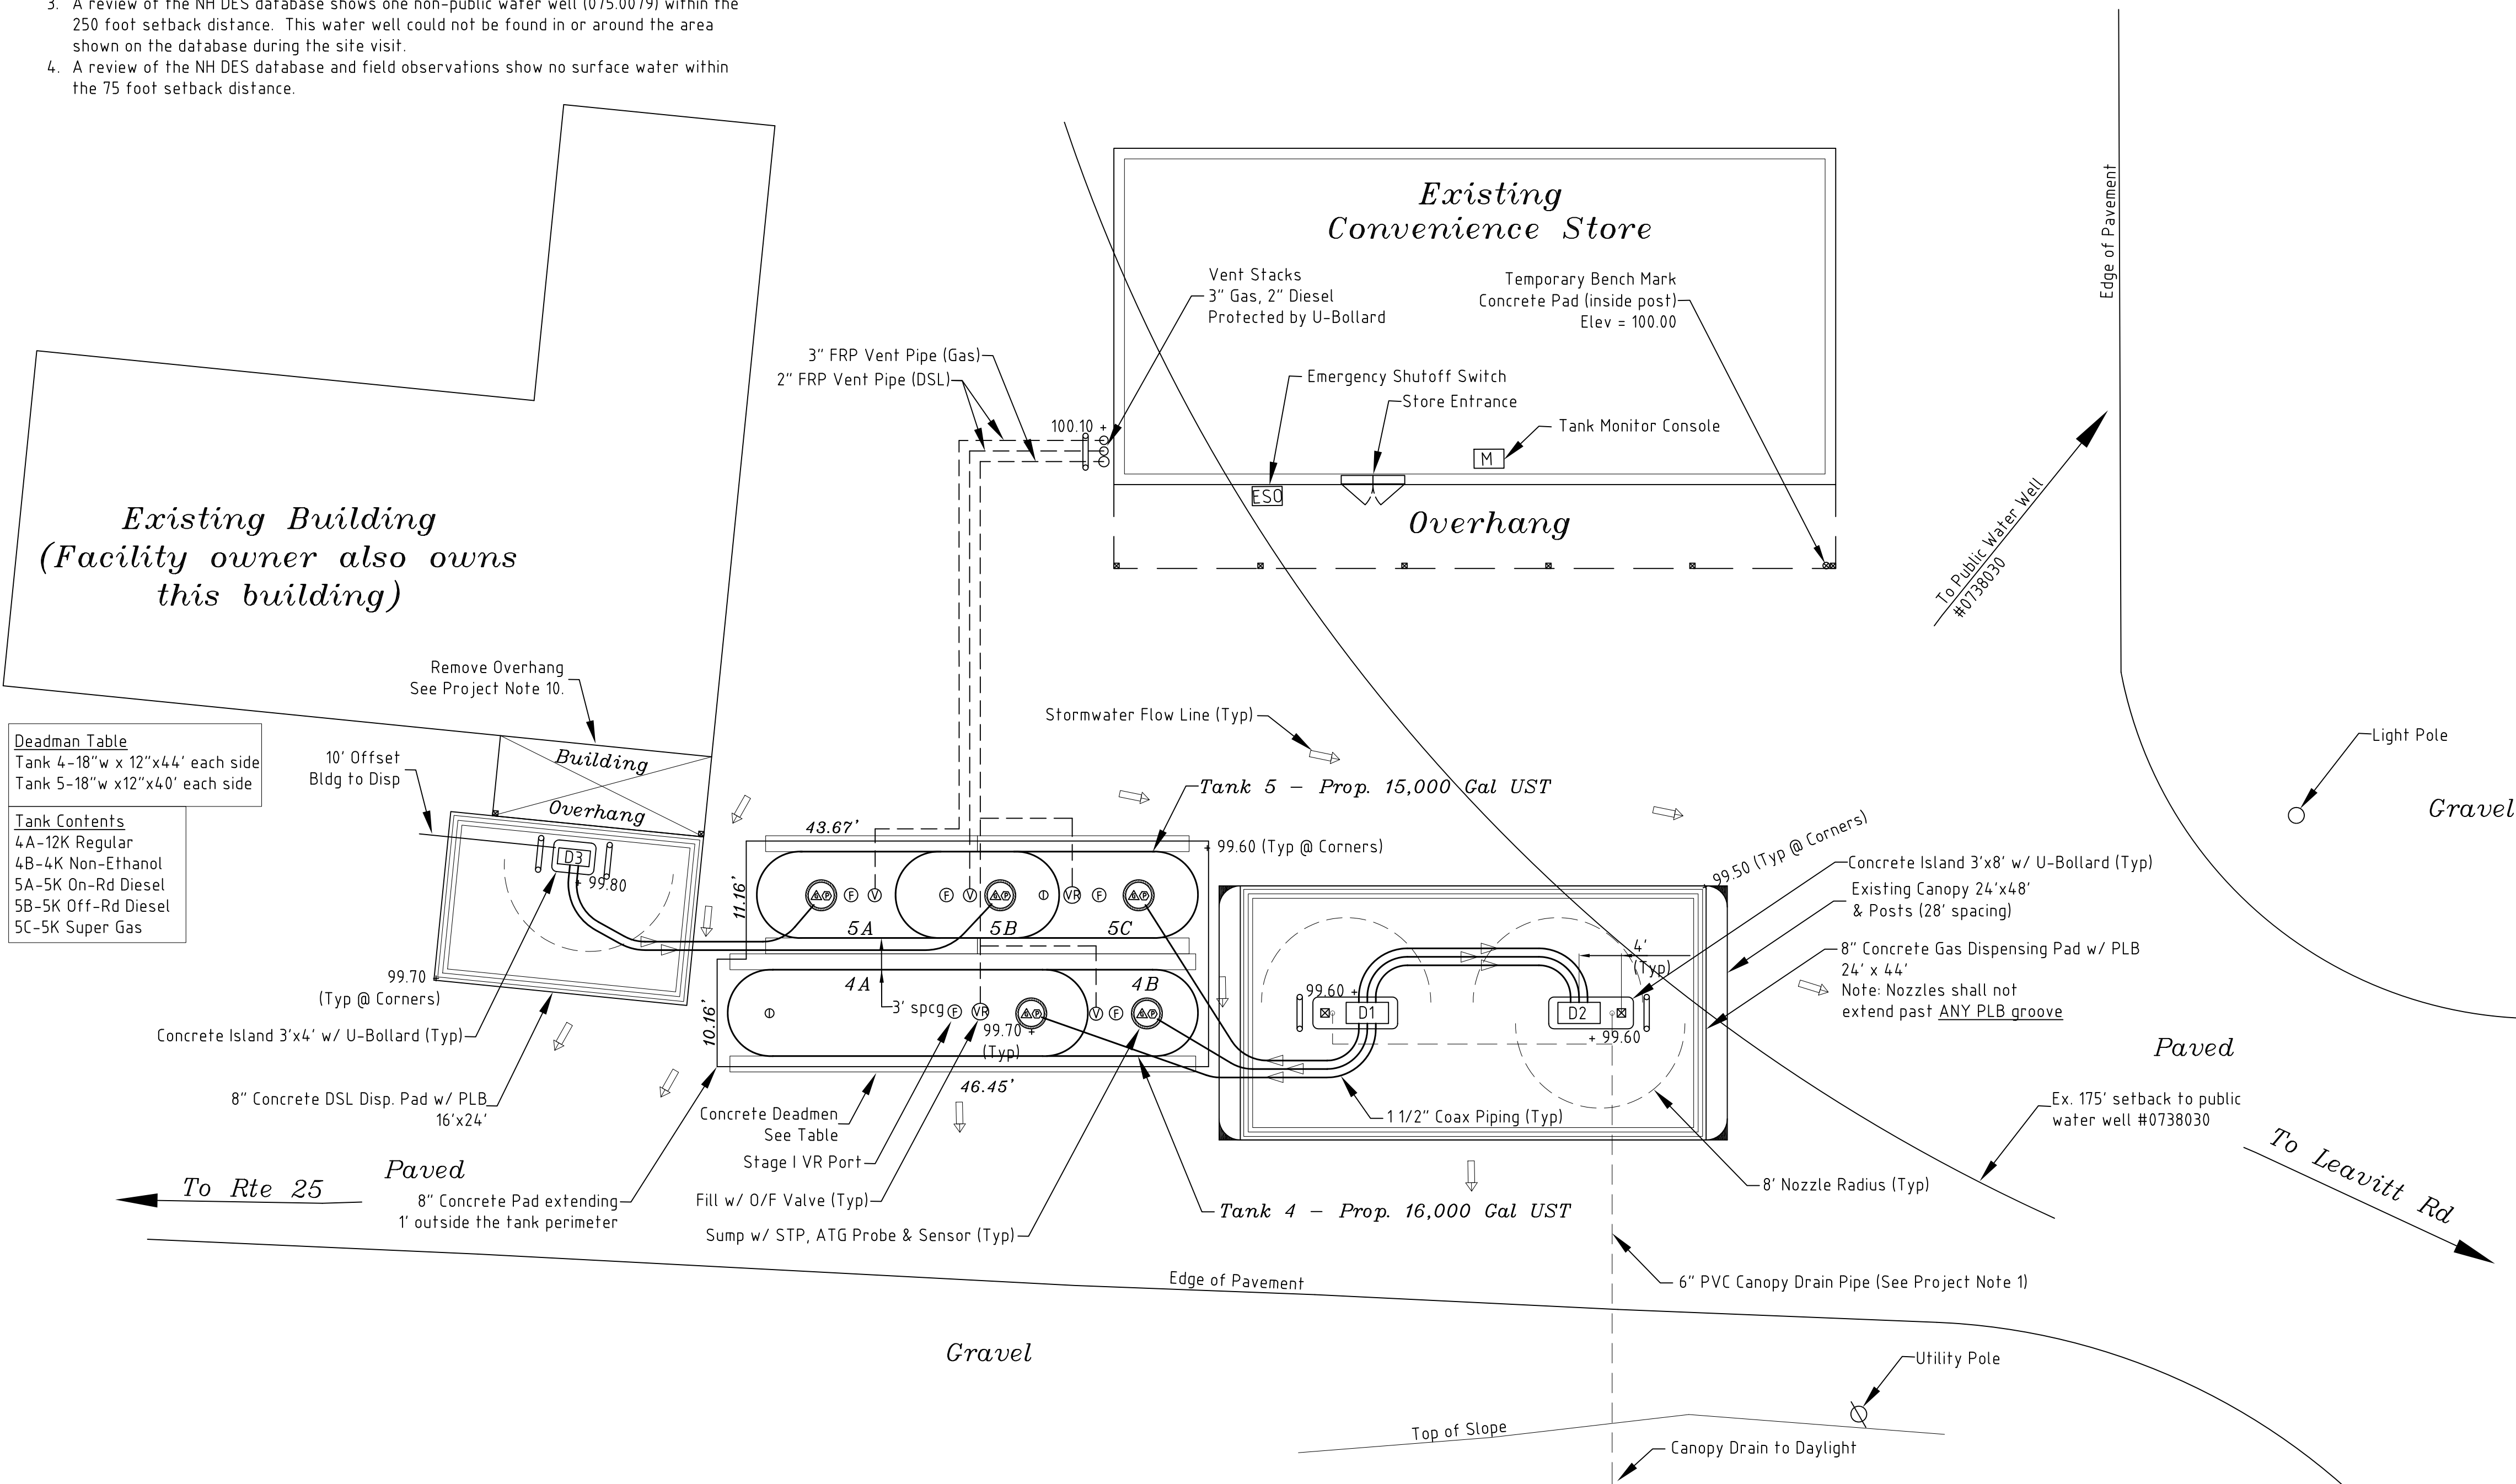 3. A review of the NH DES database shows one non-public water well (075.0079) within the
250 foot setback distance. This water well could not be found in or around the area
shown on the database during the site visit.
4. A review of the NH DES database and field observations show no surface water within
the 75 foot setback distance.
Existing
Convenience Store
Vent Stacks
3" Gas, 2" Diesel
Protected by U-Bollard
Temporary Bench Mark
Concrete Pad (inside post)
Elev = 100.00
Edge of Pavement
3" FRP Vent Pipe (Gas)
2" FRP Vent Pipe (DSL)
Emergency Shutoff Switch
Store Entrance
100.10 +
Tank Monitor Console
M
ESO
Overhang
Existing Building
(Facility owner also owns
this building)
To Public Water Well
#0738030
Remove Overhang
See Project Note 10.
Stormwater Flow Line (Typ)
Light Pole
Deadman Table
Tank 4-18"w x 12"x44' each side
Tank 5-18"w x12"x40' each side
10' Offset
Bldg to Disp
Building
Overhang
Tank 5 - Prop. 15,000 Gal UST
Gravel
Tank Contents
4A-12K Regular
4B-4K Non-Ethanol
5A-5K On-Rd Diesel
5B-5K Off-Rd Diesel
5C-5K Super Gas
43.67'
+ 99.60 (Typ @ Corners)
99.50 (Typ @ Corners)
Concrete Island 3'x8' w/ U-Bollard (Typ)
Existing Canopy 24'x48'
& Posts (28' spacing)
D3
+ 99.80
11.16'
F
V
F
V
VR
F
5A
5B
5C
8" Concrete Gas Dispensing Pad w/ PLB
24' x 44'
Note: Nozzles shall not
extend past ANY PLB groove
4'
(Typ)
99.70 +
(Typ @ Corners)
4A
4B
3' spcg
F
VR
V
F
99.70 +
(Typ)
99.60 +
D1
D2
+ 99.60
10.16'
Concrete Island 3'x4' w/ U-Bollard (Typ)
Paved
46.45'
8" Concrete DSL Disp. Pad w/ PLB
16'x24'
Concrete Deadmen
See Table
1 1/2" Coax Piping (Typ)
Ex. 175' setback to public
water well #0738030
Stage I VR Port
Paved
To Rte 25
8" Concrete Pad extending
1' outside the tank perimeter
Fill w/ O/F Valve (Typ)
8' Nozzle Radius (Typ)
To Leavitt Rd
Tank 4 - Prop. 16,000 Gal UST
Sump w/ STP, ATG Probe & Sensor (Typ)
Edge of Pavement
6" PVC Canopy Drain Pipe (See Project Note 1)
Gravel
Utility Pole
Top of Slope
Canopy Drain to Daylight